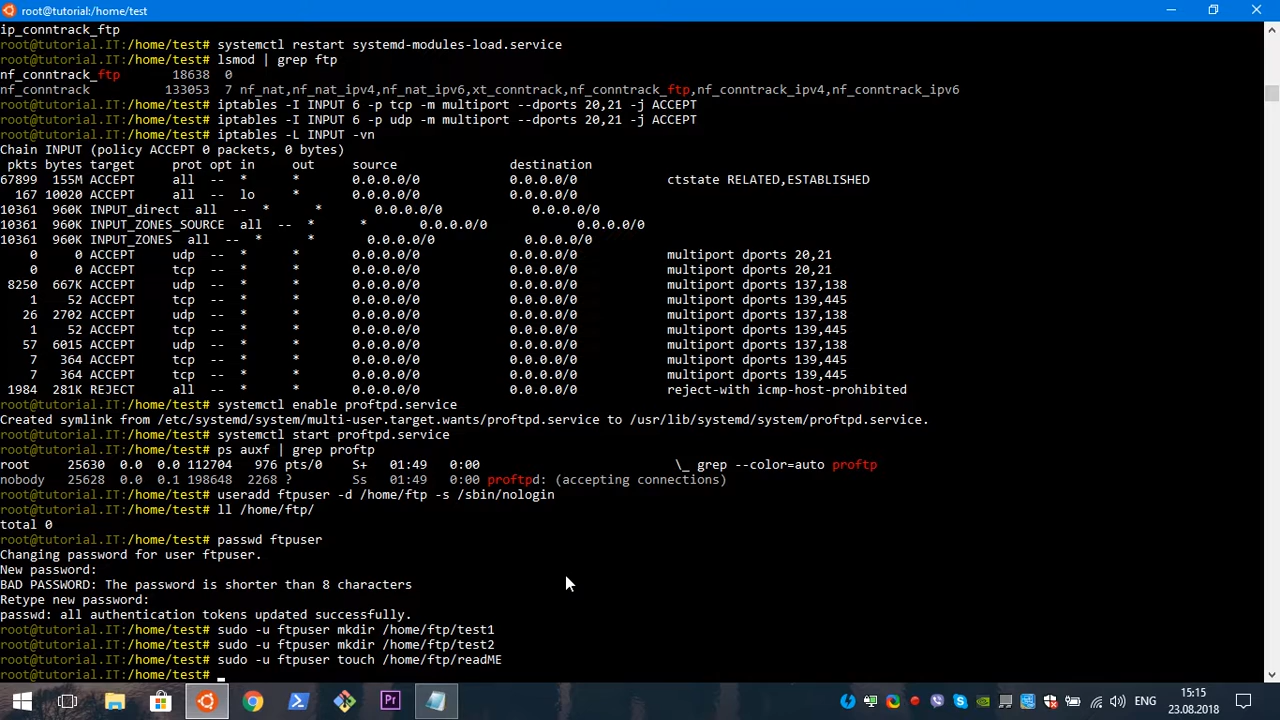 root@tutorial:/home/test
ip_conntrack_ftp
root@tutorial.IT:/home/test# systemctl restart systemd-modules-load.service
root@tutorial.IT:/home/test# lsmod | grep ftp
nf_conntrack_ftp       18638  0
nf_conntrack          133053  7 nf_nat,nf_nat_ipv4,nf_nat_ipv6,xt_conntrack,nf_conntrack_ftp,nf_conntrack_ipv4,nf_conntrack_ipv6
root@tutorial.IT:/home/test# iptables -I INPUT 6 -p tcp -m multiport --dports 20,21 -j ACCEPT
root@tutorial.IT:/home/test# iptables -I INPUT 6 -p udp -m multiport --dports 20,21 -j ACCEPT
root@tutorial.IT:/home/test# iptables -L INPUT -vn
Chain INPUT (policy ACCEPT 0 packets, 0 bytes)
 pkts bytes target     prot opt in     out     source               destination
67899  155M ACCEPT     all  --  *      *       0.0.0.0/0            0.0.0.0/0            ctstate RELATED,ESTABLISHED
  167 10020 ACCEPT     all  --  lo     *       0.0.0.0/0            0.0.0.0/0
10361  960K INPUT_direct  all  --  *      *       0.0.0.0/0            0.0.0.0/0
10361  960K INPUT_ZONES_SOURCE  all  --  *      *       0.0.0.0/0            0.0.0.0/0
10361  960K INPUT_ZONES  all  --  *      *       0.0.0.0/0            0.0.0.0/0
    0     0 ACCEPT     udp  --  *      *       0.0.0.0/0            0.0.0.0/0            multiport dports 20,21
    0     0 ACCEPT     tcp  --  *      *       0.0.0.0/0            0.0.0.0/0            multiport dports 20,21
 8250  667K ACCEPT     udp  --  *      *       0.0.0.0/0            0.0.0.0/0            multiport dports 137,138
    1    52 ACCEPT     tcp  --  *      *       0.0.0.0/0            0.0.0.0/0            multiport dports 139,445
   26  2702 ACCEPT     udp  --  *      *       0.0.0.0/0            0.0.0.0/0            multiport dports 137,138
    1    52 ACCEPT     tcp  --  *      *       0.0.0.0/0            0.0.0.0/0            multiport dports 139,445
   57  6015 ACCEPT     udp  --  *      *       0.0.0.0/0            0.0.0.0/0            multiport dports 137,138
    7   364 ACCEPT     tcp  --  *      *       0.0.0.0/0            0.0.0.0/0            multiport dports 139,445
    7   364 ACCEPT     tcp  --  *      *       0.0.0.0/0            0.0.0.0/0            multiport dports 139,445
 1984  281K REJECT     all  --  *      *       0.0.0.0/0            0.0.0.0/0            reject-with icmp-host-prohibited
root@tutorial.IT:/home/test# systemctl enable proftpd.service
Created symlink from /etc/systemd/system/multi-user.target.wants/proftpd.service to /usr/lib/systemd/system/proftpd.service.
root@tutorial.IT:/home/test# systemctl start proftpd.service
root@tutorial.IT:/home/test# ps auxf | grep proftp
root     25630  0.0  0.0 112704   976 pts/0    S+   01:49   0:00                          \_ grep --color=auto proftp
nobody   25628  0.0  0.1 198648  2268 ?        Ss   01:49   0:00 proftpd: (accepting connections)
root@tutorial.IT:/home/test# useradd ftpuser -d /home/ftp -s /sbin/nologin
root@tutorial.IT:/home/test# ll /home/ftp/
total 0
root@tutorial.IT:/home/test# passwd ftpuser
Changing password for user ftpuser.
New password:
BAD PASSWORD: The password is shorter than 8 characters
Retype new password:
passwd: all authentication tokens updated successfully.
root@tutorial.IT:/home/test# sudo -u ftpuser mkdir /home/ftp/test1
root@tutorial.IT:/home/test# sudo -u ftpuser mkdir /home/ftp/test2
root@tutorial.IT:/home/test# sudo -u ftpuser touch /home/ftp/readME
root@tutorial.IT:/home/test#
Pr
ENG
15:15
23.08.2018